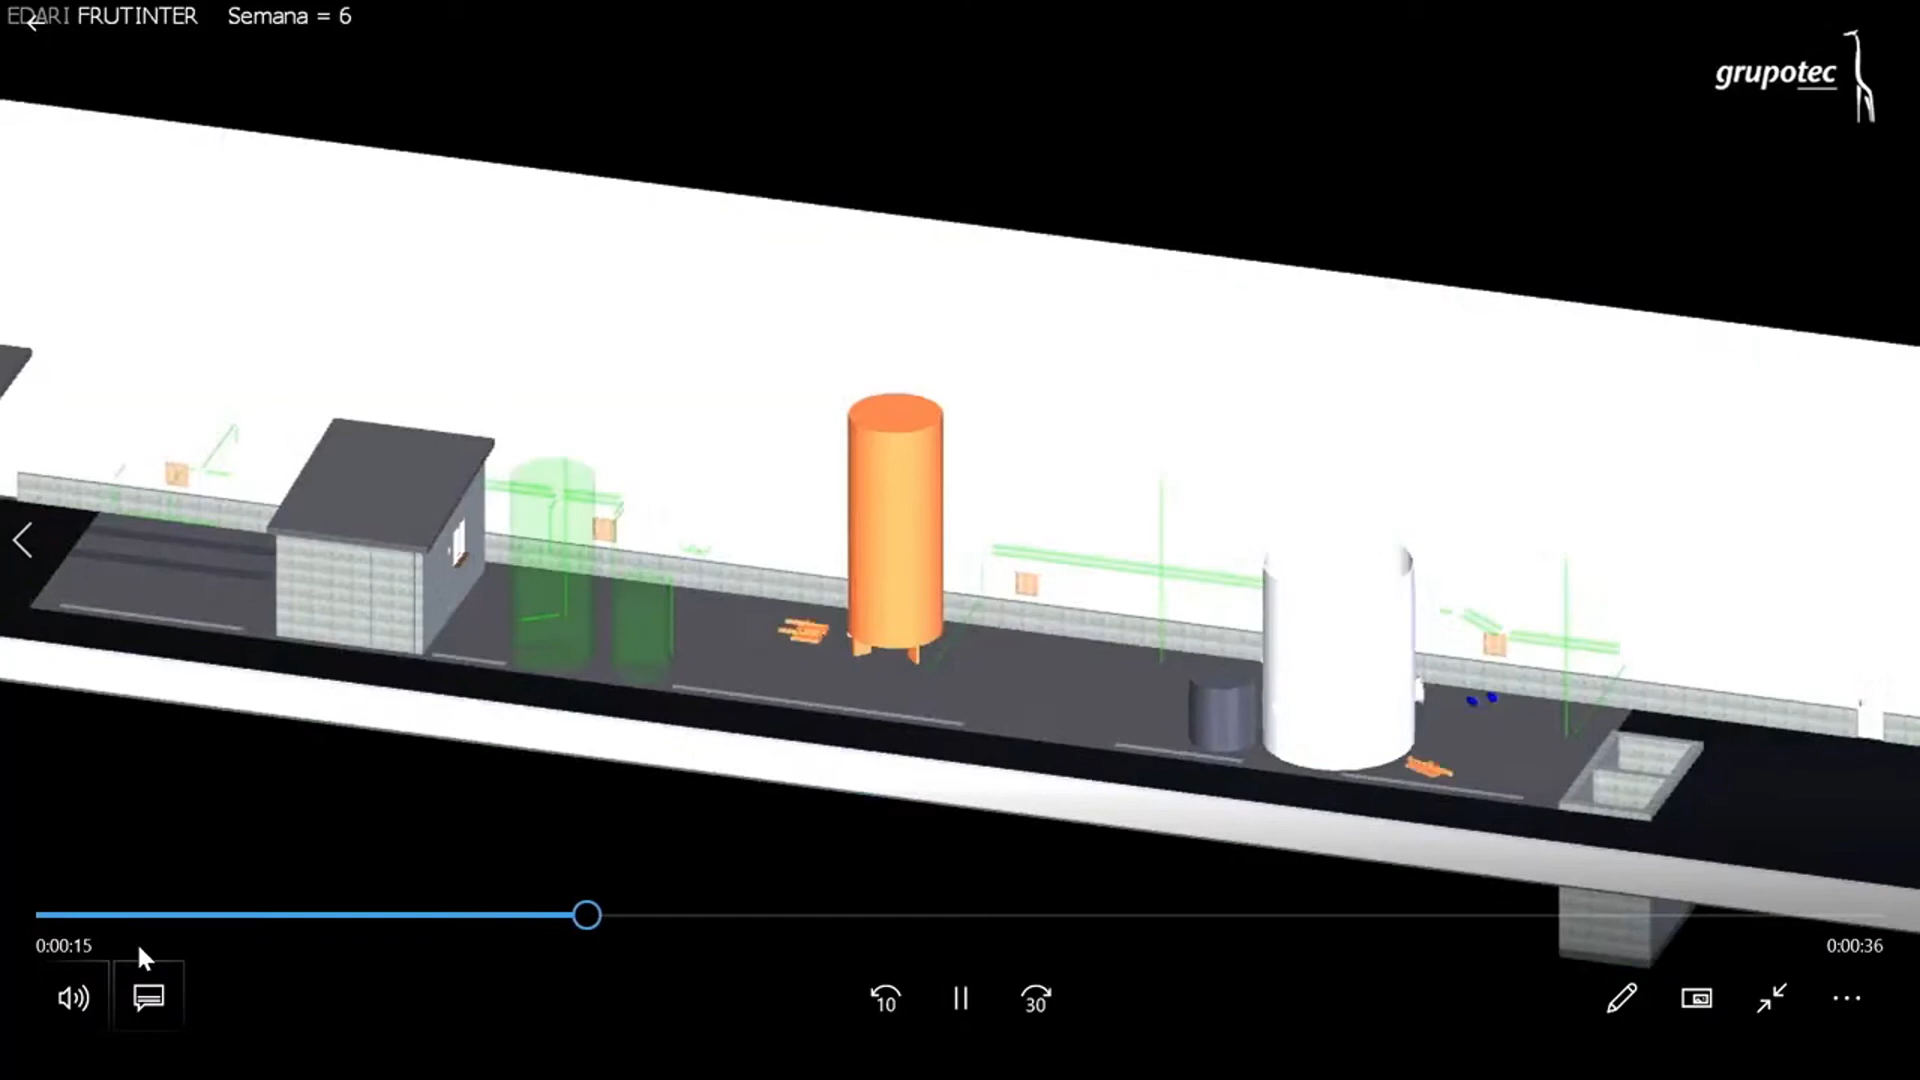 EDARI FRUTINTER Semana = 6
grupotec
0:00:15
0:00:36
10
30